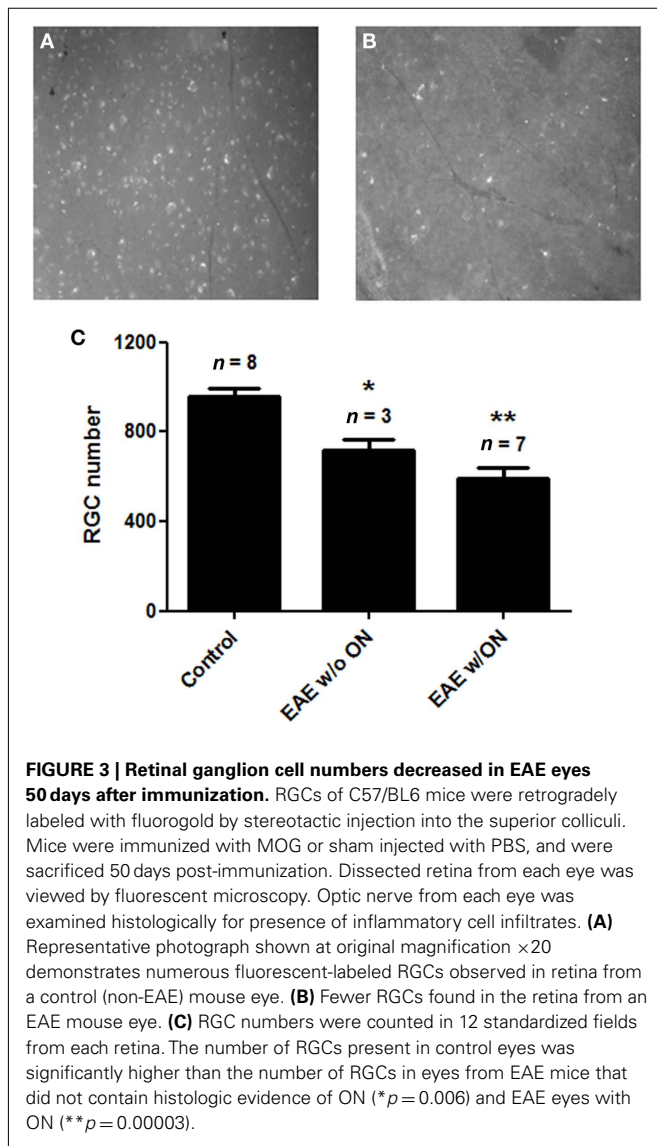 A
B
C
1200
n = 8
*
n = 3
**
n = 7
800
RGC number
400
0
Control
EAE w/o ON
EAE w/ON
FIGURE 3 | Retinal ganglion cell numbers decreased in EAE eyes
50 days after immunization. RGCs of C57/BL6 mice were retrogradely
labeled with fluorogold by stereotactic injection into the superior colliculi.
Mice were immunized with MOG or sham injected with PBS, and were
sacrificed 50 days post-immunization. Dissected retina from each eye was
viewed by fluorescent microscopy. Optic nerve from each eye was
examined histologically for presence of inflammatory cell infiltrates. (A)
Representative photograph shown at original magnification ×20
demonstrates numerous fluorescent-labeled RGCs observed in retina from
a control (non-EAE) mouse eye. (B) Fewer RGCs found in the retina from an
EAE mouse eye. (C) RGC numbers were counted in 12 standardized fields
from each retina. The number of RGCs present in control eyes was
significantly higher than the number of RGCs in eyes from EAE mice that
did not contain histologic evidence of ON (*p = 0.006) and EAE eyes with
ON (**p = 0.00003).